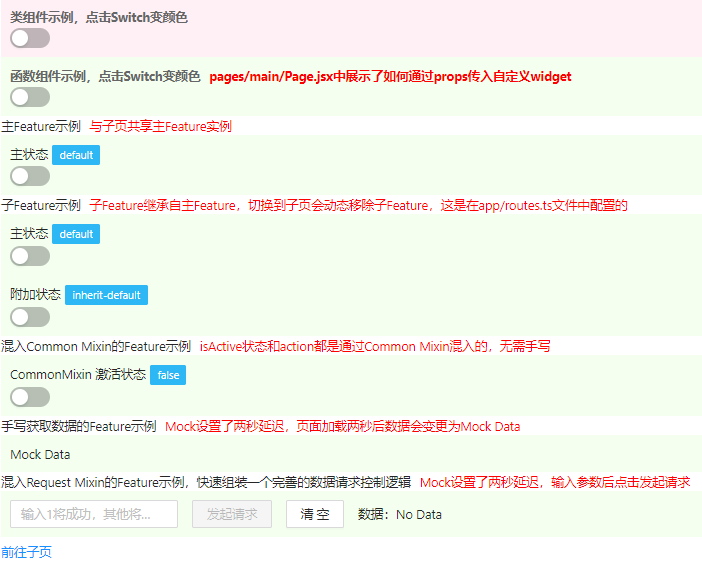 类组件示例，点击Switch变颜色
函数组件示例，点击Switch变颜色 pages/main/Page.jsx中展示了如何通过props传入自定义widget
主Feature示例 与子页共享主Feature实例
主状态 default
子Feature示例 子Feature继承自主Feature，切换到子页会动态移除子Feature，这是在app/routes.ts文件中配置的
主状态 default
附加状态 inherit-default
混入Common Mixin的Feature示例 isActive状态和action都是通过Common Mixin混入的，无需手写
CommonMixin 激活状态 false
手写获取数据的Feature示例 Mock设置了两秒延迟，页面加载两秒后数据会变更为Mock Data
Mock Data
混入Request Mixin的Feature示例，快速组装一个完善的数据请求控制逻辑 Mock设置了两秒延迟，输入参数后点击发起请求
输入1将成功，其他将... 发起请求 清 空 数据：No Data
前往子页